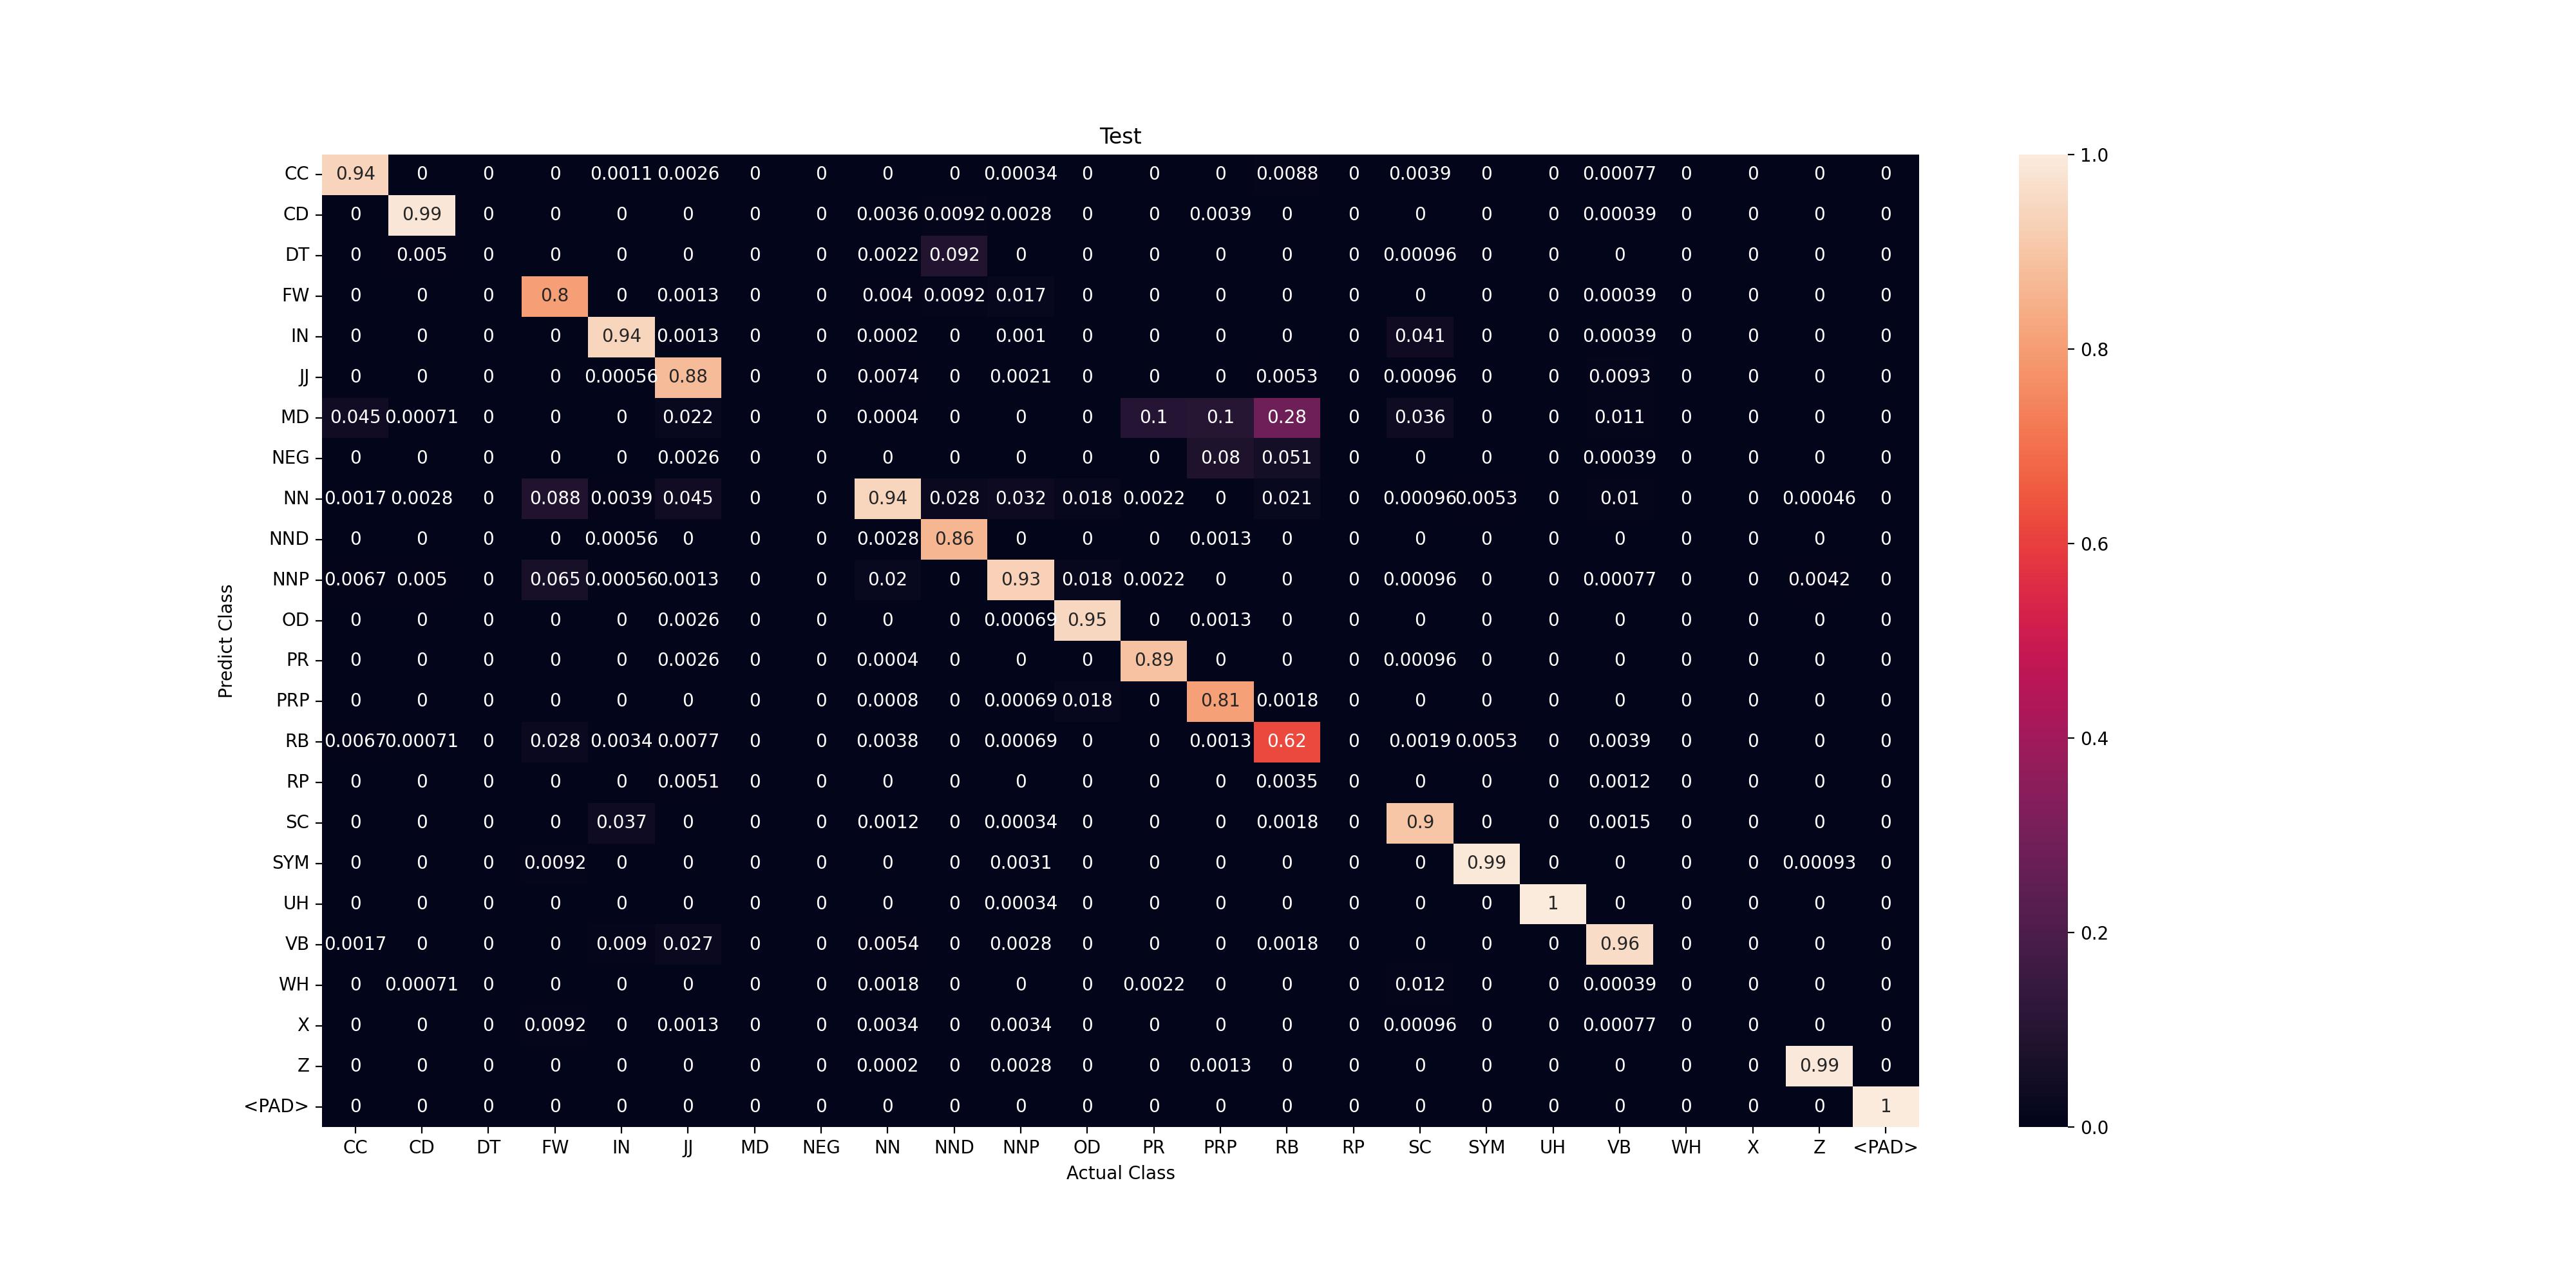 Test
CC 0.94 0 0 0 0.0011 0.0026 0 0 0 0 0.00034 0 0 0 0.0088 0 0.0039 0 0 0.00077 0 0 0 0
CD 0 0.99 0 0 0 0 0 0 0.0036 0.0092 0.0028 0 0 0.0039 0 0 0 0 0 0.00039 0 0 0 0
DT 0 0.005 0 0 0 0 0 0 0.0022 0.092 0 0 0 0 0 0 0.00096 0 0 0 0 0 0 0
FW 0 0 0 0.8 0 0.0013 0 0 0.004 0.0092 0.017 0 0 0 0 0 0 0 0 0.00039 0 0 0 0
IN 0 0 0 0 0.94 0.0013 0 0 0.0002 0 0.001 0 0 0 0 0 0.041 0 0 0.00039 0 0 0 0
JJ 0 0 0 0 0.00056 0.88 0 0 0.0074 0 0.0021 0 0 0 0.0053 0 0.00096 0 0 0.0093 0 0 0 0
MD 0.045 0.00071 0 0 0 0.022 0 0 0.0004 0 0 0 0.1 0.1 0.28 0 0.036 0 0 0.011 0 0 0 0
NEG 0 0 0 0 0 0.0026 0 0 0 0 0 0 0 0.08 0.051 0 0 0 0 0.00039 0 0 0 0
NN 0.0017 0.0028 0 0.088 0.0039 0.045 0 0 0.94 0.028 0.032 0.018 0.0022 0 0.021 0 0.00096 0.0053 0 0.01 0 0 0.00046 0
NND 0 0 0 0 0.00056 0 0 0 0.0028 0.86 0 0 0 0.0013 0 0 0 0 0 0 0 0 0 0
NNP 0.0067 0.005 0 0.065 0.00056 0.0013 0 0 0.02 0 0.93 0.018 0.0022 0 0 0 0.00096 0 0 0.00077 0 0 0.0042 0
OD 0 0 0 0 0 0.0026 0 0 0 0 0.00069 0.95 0 0.0013 0 0 0 0 0 0 0 0 0 0
PR 0 0 0 0 0 0.0026 0 0 0.0004 0 0 0 0.89 0 0 0 0.00096 0 0 0 0 0 0 0
PRP 0 0 0 0 0 0 0 0 0.0008 0 0.00069 0.018 0 0.81 0.0018 0 0 0 0 0 0 0 0 0
RB 0.0067 0.00071 0 0.028 0.0034 0.0077 0 0 0.0038 0 0.00069 0 0 0.0013 0.62 0 0.0019 0.0053 0 0.0039 0 0 0 0
RP 0 0 0 0 0 0.0051 0 0 0 0 0 0 0 0 0.0035 0 0 0 0 0.0012 0 0 0 0
SC 0 0 0 0 0.037 0 0 0 0.0012 0 0.00034 0 0 0 0.0018 0 0.9 0 0 0.0015 0 0 0 0
SYM 0 0 0 0.0092 0 0 0 0 0 0 0.0031 0 0 0 0 0 0 0.99 0 0 0 0 0.00093 0
UH 0 0 0 0 0 0 0 0 0 0 0.00034 0 0 0 0 0 0 0 1 0 0 0 0 0
VB 0.0017 0 0 0 0.009 0.027 0 0 0.0054 0 0.0028 0 0 0 0.0018 0 0 0 0 0.96 0 0 0 0
WH 0 0.00071 0 0 0 0 0 0 0.0018 0 0 0 0.0022 0 0 0 0.012 0 0 0.00039 0 0 0 0
X 0 0 0 0.0092 0 0.0013 0 0 0.0034 0 0.0034 0 0 0 0 0 0.00096 0 0 0.00077 0 0 0 0
Z 0 0 0 0 0 0 0 0 0.0002 0 0.0028 0 0 0.0013 0 0 0 0 0 0 0 0 0.99 0
<PAD> 0 0 0 0 0 0 0 0 0 0 0 0 0 0 0 0 0 0 0 0 0 0 0 1
CC CD DT FW IN JJ MD NEG NN NND NNP OD PR PRP RB RP SC SYM UH VB WH X Z <PAD>
Actual Class
Predict Class
1.0
0.8
0.6
0.4
0.2
0.0